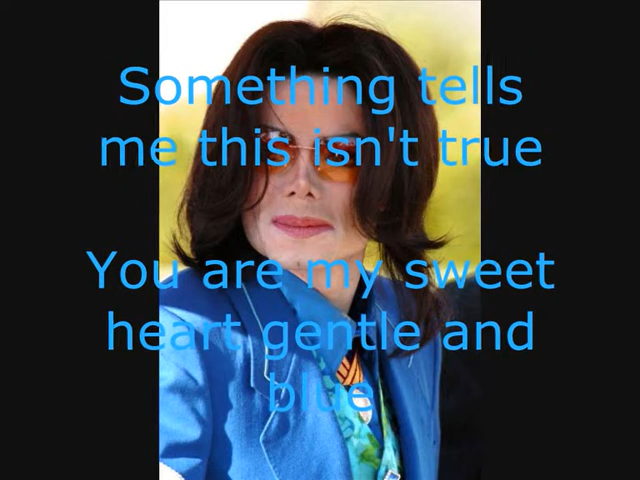 Something tells
me this isn't true
You are my sweet
heart gentle and
blue